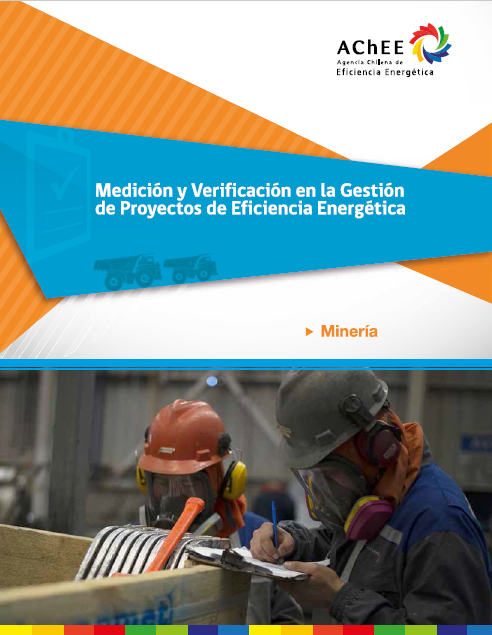 AChEE
Agencia Chilena de
Eficiencia Energética
Medición y Verificación en la Gestión
de Proyectos de Eficiencia Energética
Minería